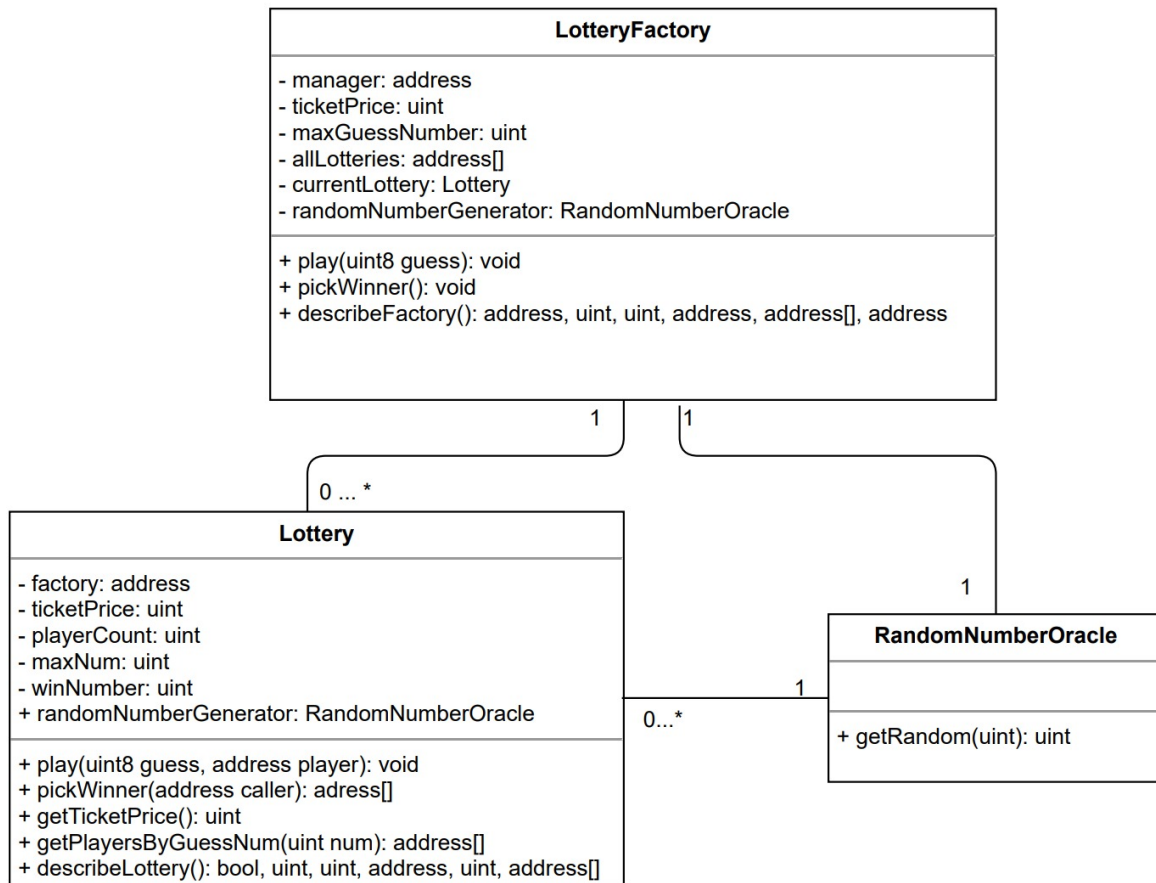 LotteryFactory
- manager: address
- ticketPrice: uint
- maxGuessNumber: uint
- allLotteries: address[]
- currentLottery: Lottery
- randomNumberGenerator: RandomNumberOracle
+ play(uint8 guess): void
+ pickWinner(): void
+ describeFactory(): address, uint, uint, address, address[], address
1
1
0 ... *
Lottery
- factory: address
- ticketPrice: uint
- playerCount: uint
- maxNum: uint
- winNumber: uint
+ randomNumberGenerator: RandomNumberOracle
+ play(uint8 guess, address player): void
+ pickWinner(address caller): adress[]
+ getTicketPrice(): uint
+ getPlayersByGuessNum(uint num): address[]
+ describeLottery(): bool, uint, uint, address, uint, address[]
1
0...*
1
RandomNumberOracle
+ getRandom(uint): uint